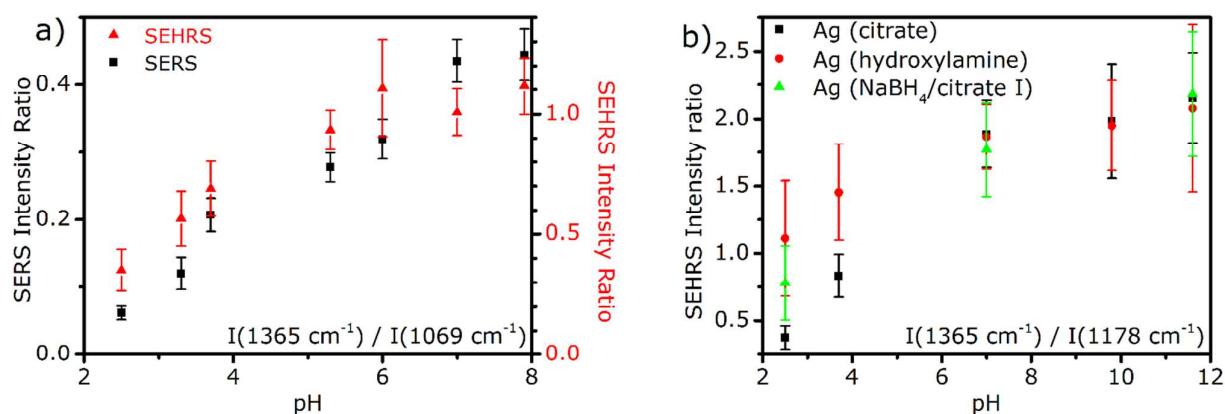 a)
SEHRS
SERS
SERS Intensity Ratio
0.4
0.2
0.0
1.0
0.5
0.0
SEHRS Intensity Ratio
I(1365 cm⁻¹) / I(1069 cm⁻¹)
2 4 6 8
pH
b)
Ag (citrate)
Ag (hydroxylamine)
Ag (NaBH₄/citrate I)
SEHRS Intensity ratio
2.5
2.0
1.5
1.0
0.5
I(1365 cm⁻¹) / I(1178 cm⁻¹)
2 4 6 8 10 12
pH